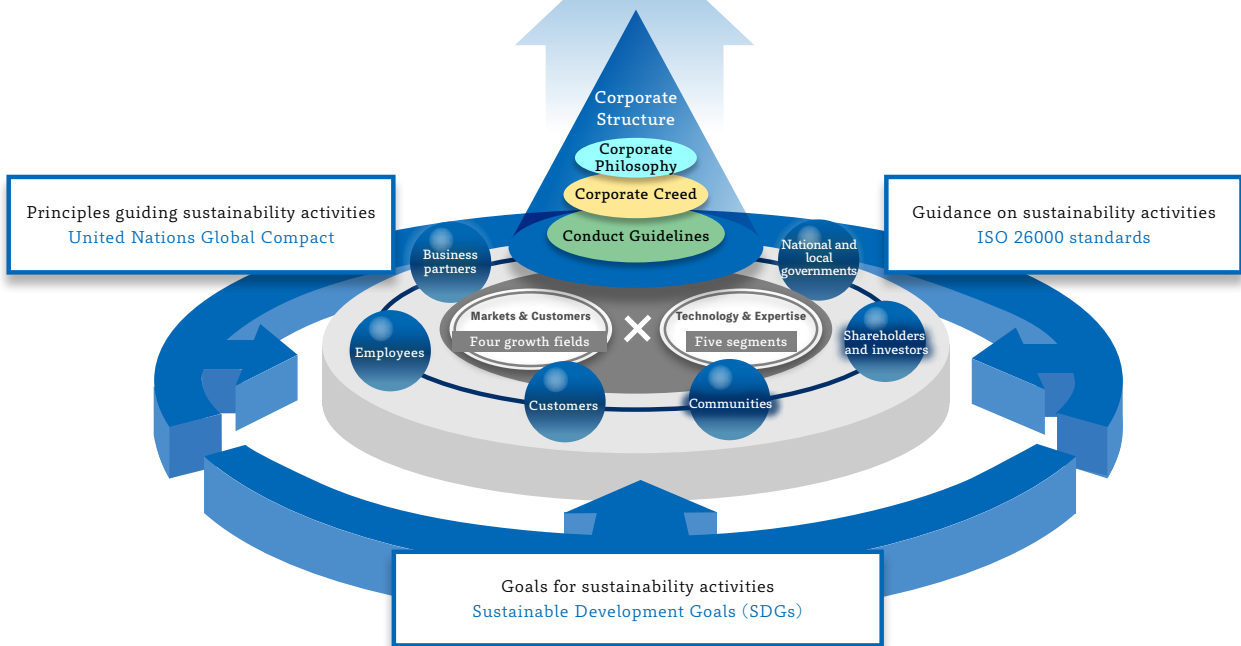 Corporate
Structure
Corporate
Philosophy
Corporate Creed
Conduct Guidelines
Principles guiding sustainability activities
United Nations Global Compact
Guidance on sustainability activities
ISO 26000 standards
Business
partners
National and
local
governments
Markets & Customers
Four growth fields
×
Technology & Expertise
Five segments
Employees
Shareholders
and investors
Customers
Communities
Goals for sustainability activities
Sustainable Development Goals (SDGs)